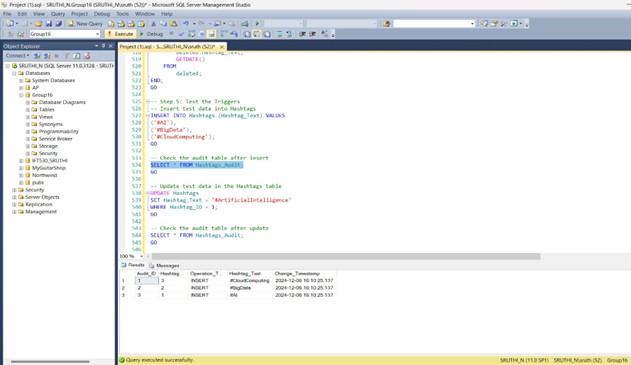 Project (1).sql - SRUTHI_N.Group16 (SRUTHI_N\sruth (52))* - Microsoft SQL Server Management Studio
File Edit View Query Project Debug Tools Window Help
New Query
Group16 Execute Debug
Object Explorer
Connect
SRUTHI_N (SQL Server 11.0.3128 - SRUTHI_N
Databases
System Databases
AP
Group16
Database Diagrams
Tables
Views
Synonyms
Programmability
Service Broker
Storage
Security
IFT530_SRUTHI
MyGuitarShop
Northwind
pubs
Security
Server Objects
Replication
Management
Project (1).sql - S...SRUTHI_N\sruth (52))*
518 deleted.Hashtag_Text,
519 GETDATE()
520 FROM
521 deleted;
522 END;
523 GO
524
525 -- Step 5: Test the Triggers
526 -- Insert test data into Hashtags
527 INSERT INTO Hashtags (Hashtag_Text) VALUES
528 ('#AI'),
529 ('#BigData'),
530 ('#CloudComputing');
531 GO
532
533 -- Check the audit table after insert
534 SELECT * FROM Hashtags_Audit;
535 GO
536
537 -- Update test data in the Hashtags table
538 UPDATE Hashtags
539 SET Hashtag_Text = '#ArtificialIntelligence'
540 WHERE Hashtag_ID = 1;
541 GO
542
543 -- Check the audit table after update
544 SELECT * FROM Hashtags_Audit;
545 GO
546
100 %
Results Messages
Audit_ID Hashtag... Operation_T... Hashtag_Text Change_Timestamp
1 1 3 INSERT #CloudComputing 2024-12-06 16:10:25.137
2 2 2 INSERT #BigData 2024-12-06 16:10:25.137
3 3 1 INSERT #AI 2024-12-06 16:10:25.137
Query executed successfully. SRUTHI_N (11.0 SP1) SRUTHI_N\sruth (52) Group16